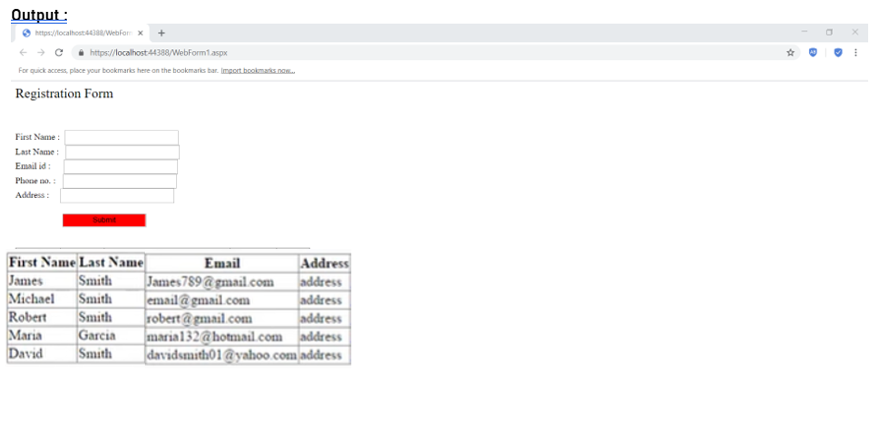 Output :
https://localhost:44388/WebForm
https://localhost:44388/WebForm1.aspx
For quick access, place your bookmarks here on the bookmarks bar. Import bookmarks now...
Registration Form
First Name :
Last Name :
Email id :
Phone no. :
Address :
Submit
First Name Last Name Email Address
James Smith James789@gmail.com address
Michael Smith email@gmail.com address
Robert Smith robert@gmail.com address
Maria Garcia maria132@hotmail.com address
David Smith davidsmith01@yahoo.com address